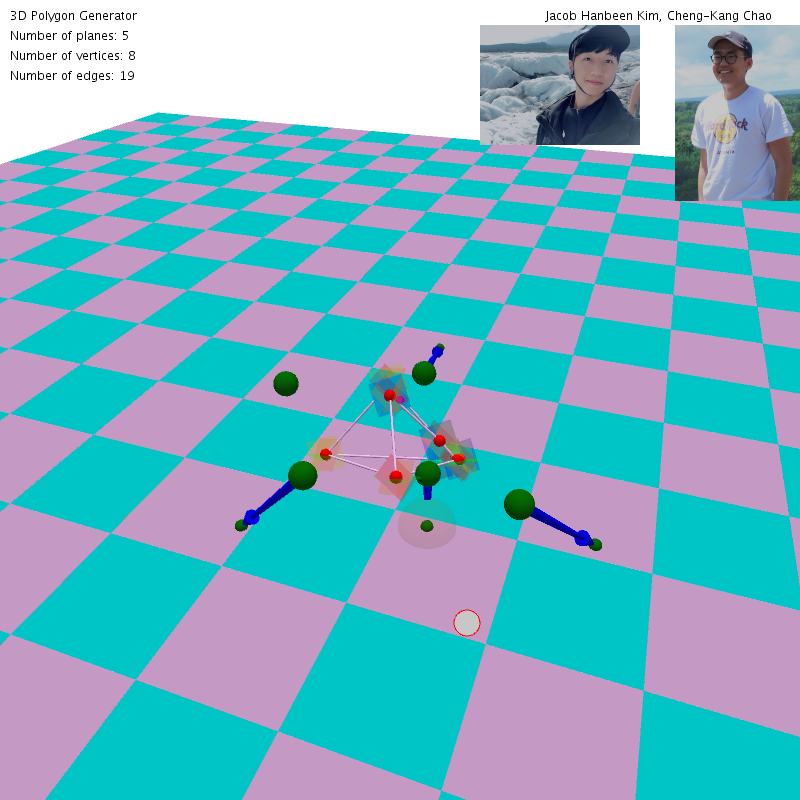 3D Polygon Generator
Jacob Hanbeen Kim, Cheng-Kang Chao
Number of planes: 5
Number of vertices: 8
Number of edges: 19